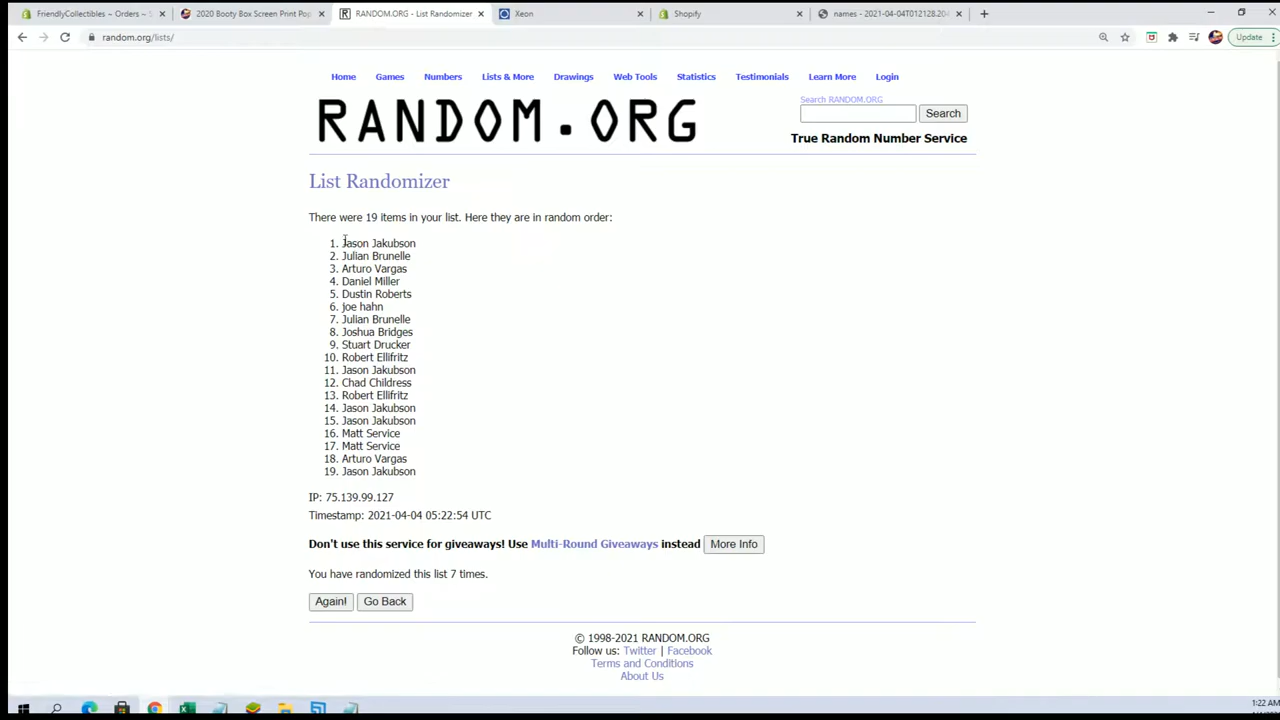 FriendlyCollectibles ~ Orders ~ S
2020 Booty Box Screen Print Pop
RANDOM.ORG - List Randomizer
Xeon
Shopify
names - 2021-04-04T012128.20
random.org/lists/
Update
Home
Games
Numbers
Lists & More
Drawings
Web Tools
Statistics
Testimonials
Learn More
Login
RANDOM.ORG
Search RANDOM.ORG
Search
True Random Number Service
List Randomizer
There were 19 items in your list. Here they are in random order:
1. Jason Jakubson
2. Julian Brunelle
3. Arturo Vargas
4. Daniel Miller
5. Dustin Roberts
6. joe hahn
7. Julian Brunelle
8. Joshua Bridges
9. Stuart Drucker
10. Robert Ellifritz
11. Jason Jakubson
12. Chad Childress
13. Robert Ellifritz
14. Jason Jakubson
15. Jason Jakubson
16. Matt Service
17. Matt Service
18. Arturo Vargas
19. Jason Jakubson
IP: 75.139.99.127
Timestamp: 2021-04-04 05:22:54 UTC
Don't use this service for giveaways! Use Multi-Round Giveaways instead More Info
You have randomized this list 7 times.
Again! Go Back
© 1998-2021 RANDOM.ORG
Follow us: Twitter | Facebook
Terms and Conditions
About Us
1:22 AM